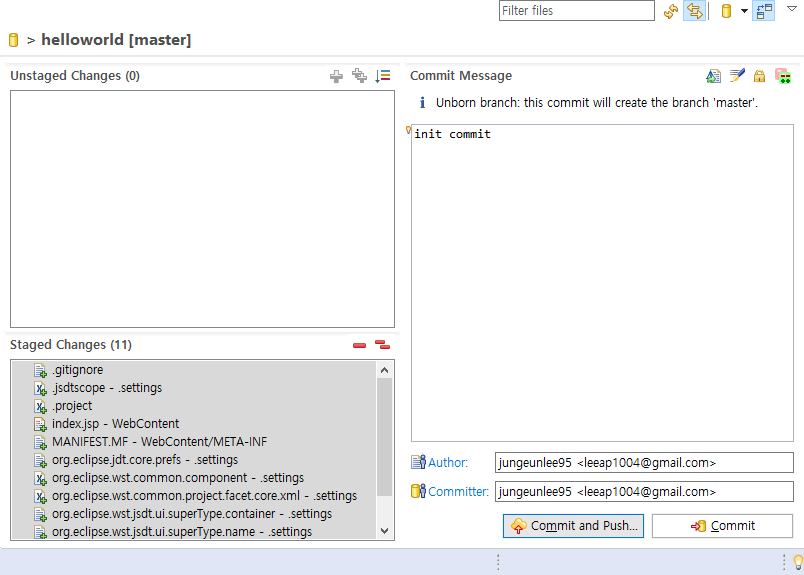 Filter files
> helloworld [master]
Unstaged Changes (0)
Commit Message
Unborn branch: this commit will create the branch 'master'.
init commit
Staged Changes (11)
.gitignore
.jsdtscope - .settings
.project
index.jsp - WebContent
MANIFEST.MF - WebContent/META-INF
org.eclipse.jdt.core.prefs - .settings
org.eclipse.wst.common.component - .settings
org.eclipse.wst.common.project.facet.core.xml - .settings
org.eclipse.wst.jsdt.ui.superType.container - .settings
org.eclipse.wst.jsdt.ui.superType.name - .settings
Author: jungeunlee95 <leeap1004@gmail.com>
Committer: jungeunlee95 <leeap1004@gmail.com>
Commit and Push...
Commit